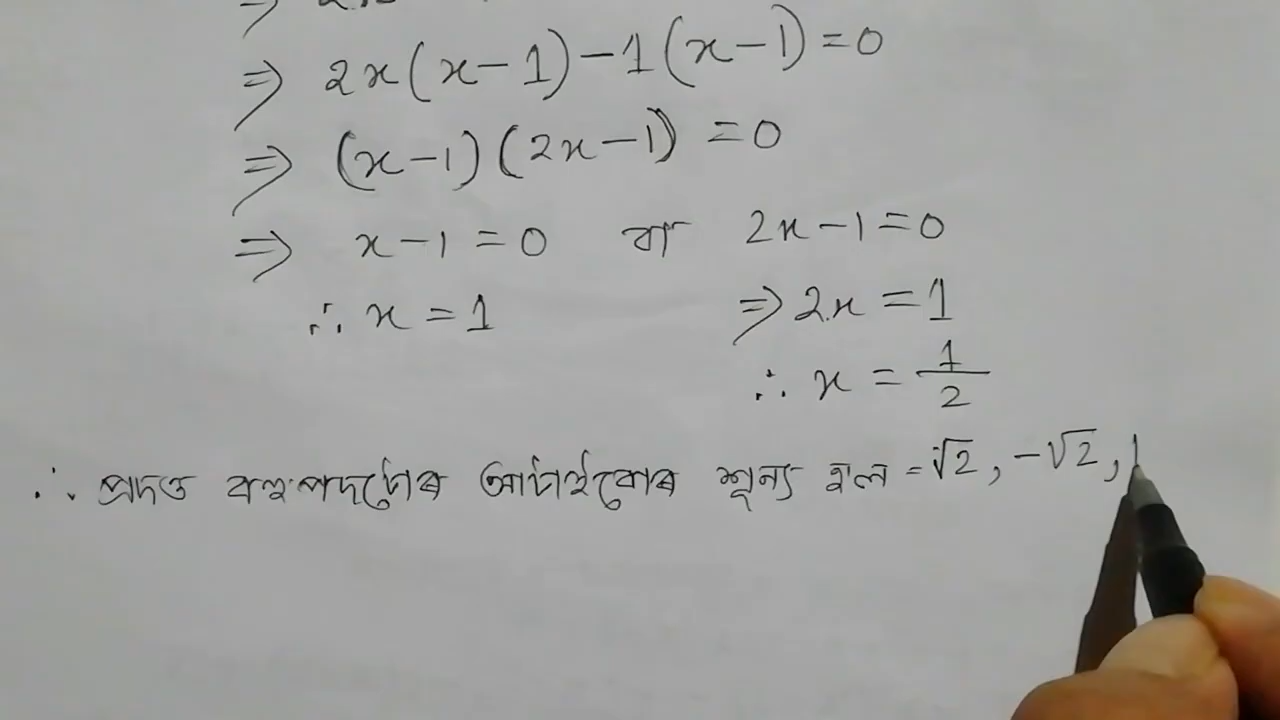 ⇒ 2x(x-1)-1(x-1)=0
⇒ (x-1)(2x-1)=0
⇒ x-1=0 বা 2x-1=0
∴ x=1 ⇒ 2x=1
∴ x=1/2
∴ প্রদত্ত বহুপদটোৰ আটাইবোৰ শূন্য হ'ল =√2, -√2, 1